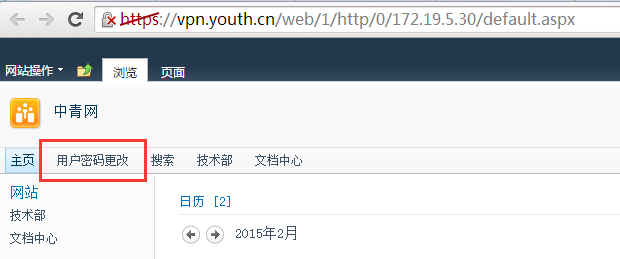 https://vpn.youth.cn/web/1/http/0/172.19.5.30/default.aspx
网站操作 浏览 页面
中青网
主页 用户密码更改 搜索 技术部 文档中心
网站
技术部
文档中心
日历 [2]
2015年2月